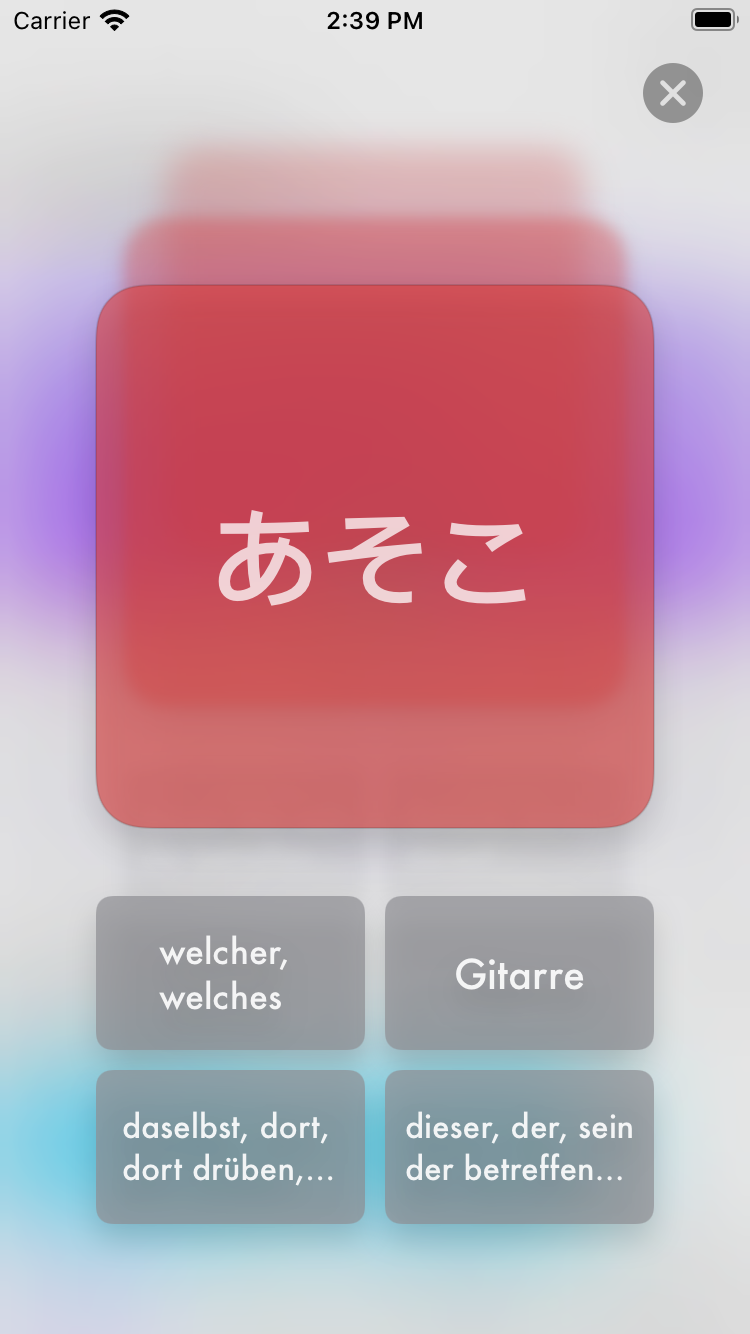 Carrier 2:39 PM
あそこ
welcher,
welches
Gitarre
daselbst, dort,
dort drüben,...
dieser, der, sein
der betreffen...